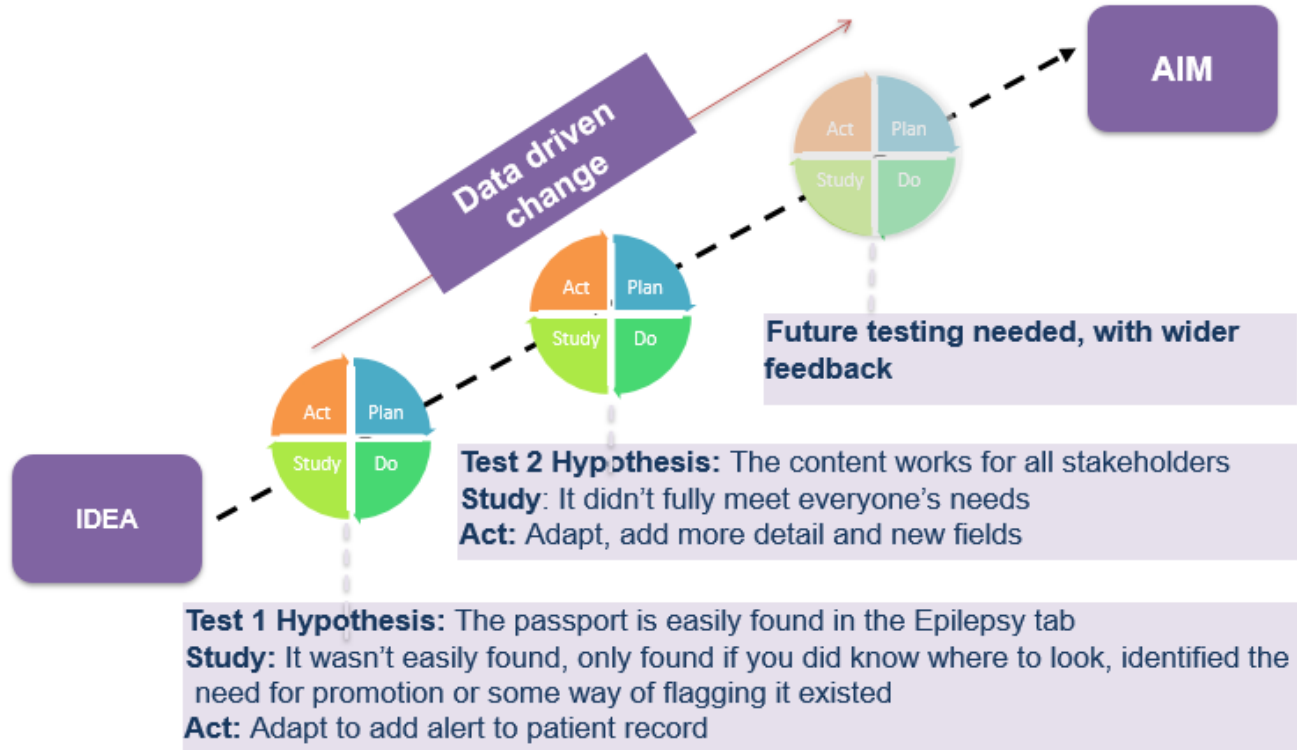 AIM
Data driven
change
Act
Plan
Study
Do
Act
Plan
Study
Do
Future testing needed, with wider
feedback
Act
Plan
Study
Do
Test 2 Hypothesis: The content works for all stakeholders
Study: It didn’t fully meet everyone’s needs
Act: Adapt, add more detail and new fields
IDEA
Test 1 Hypothesis: The passport is easily found in the Epilepsy tab
Study: It wasn’t easily found, only found if you did know where to look, identified the
need for promotion or some way of flagging it existed
Act: Adapt to add alert to patient record